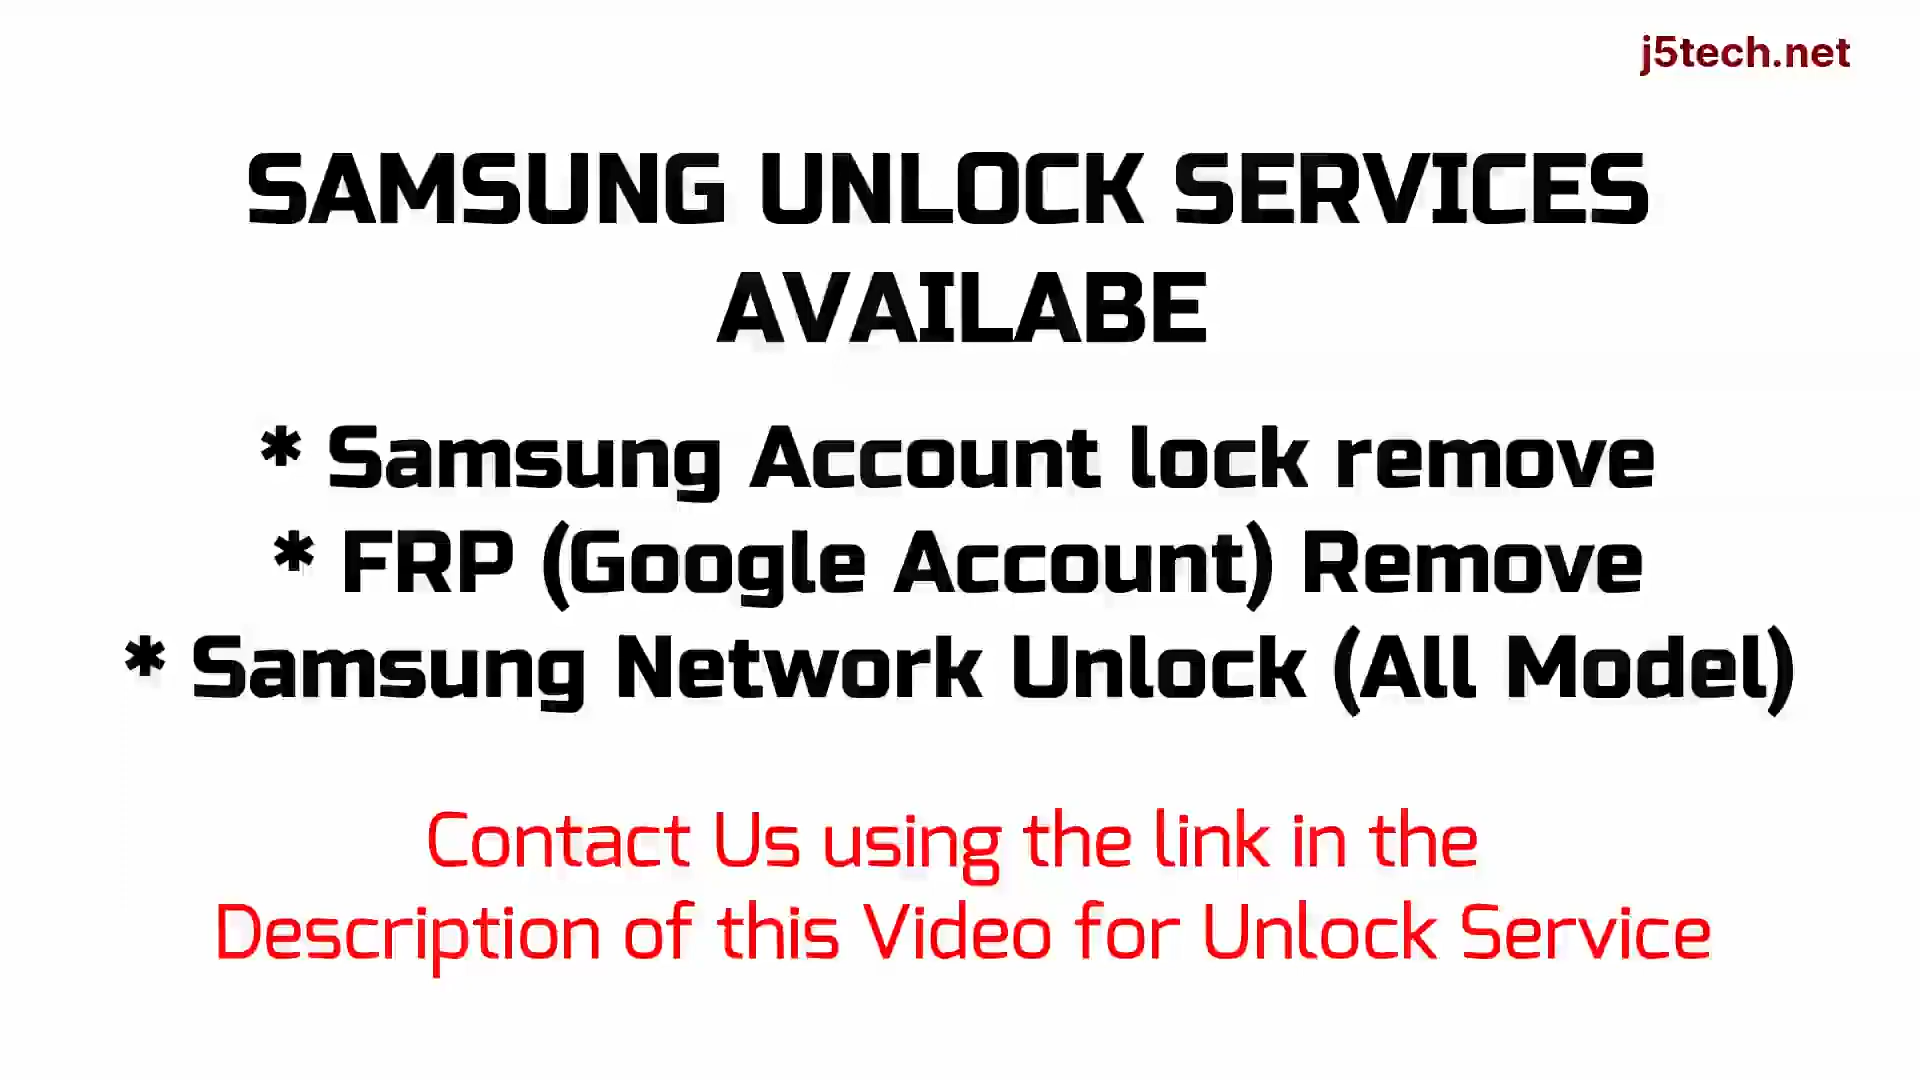 j5tech.net
SAMSUNG UNLOCK SERVICES
AVAILABE
* Samsung Account lock remove
* FRP (Google Account) Remove
* Samsung Network Unlock (All Model)
Contact Us using the link in the
Description of this Video for Unlock Service